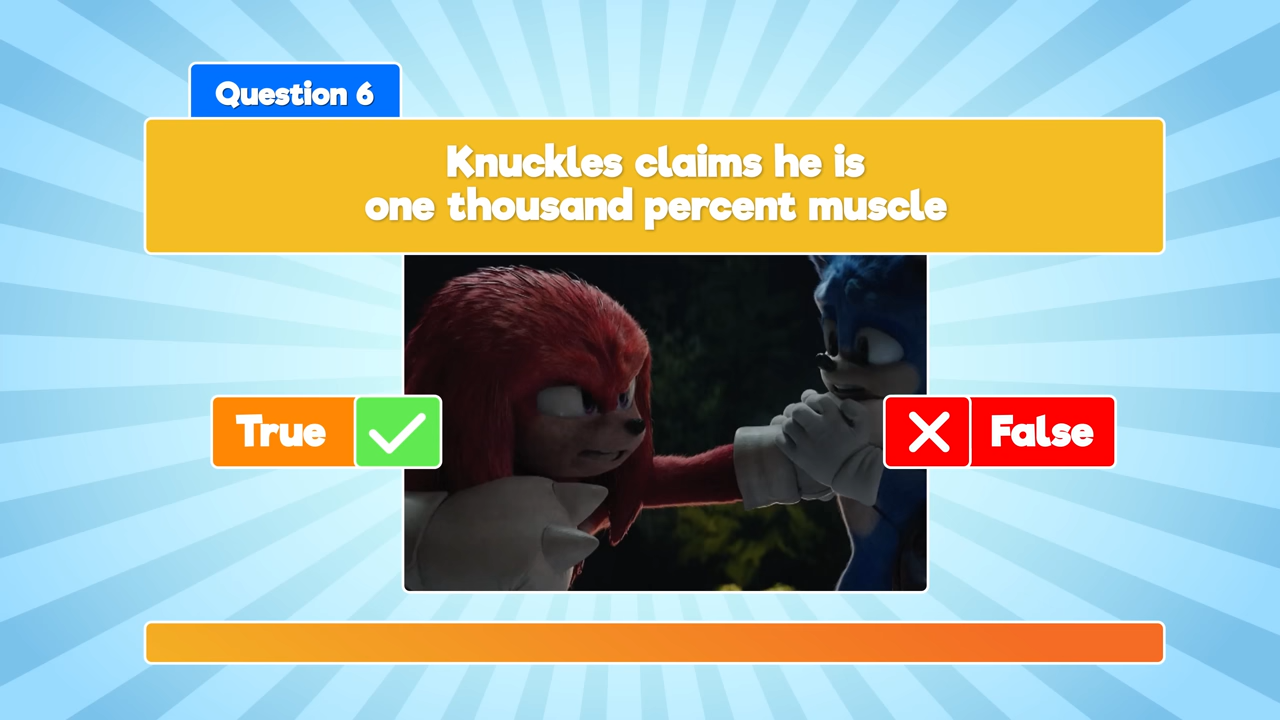 Question 6
Knuckles claims he is
one thousand percent muscle
True
False